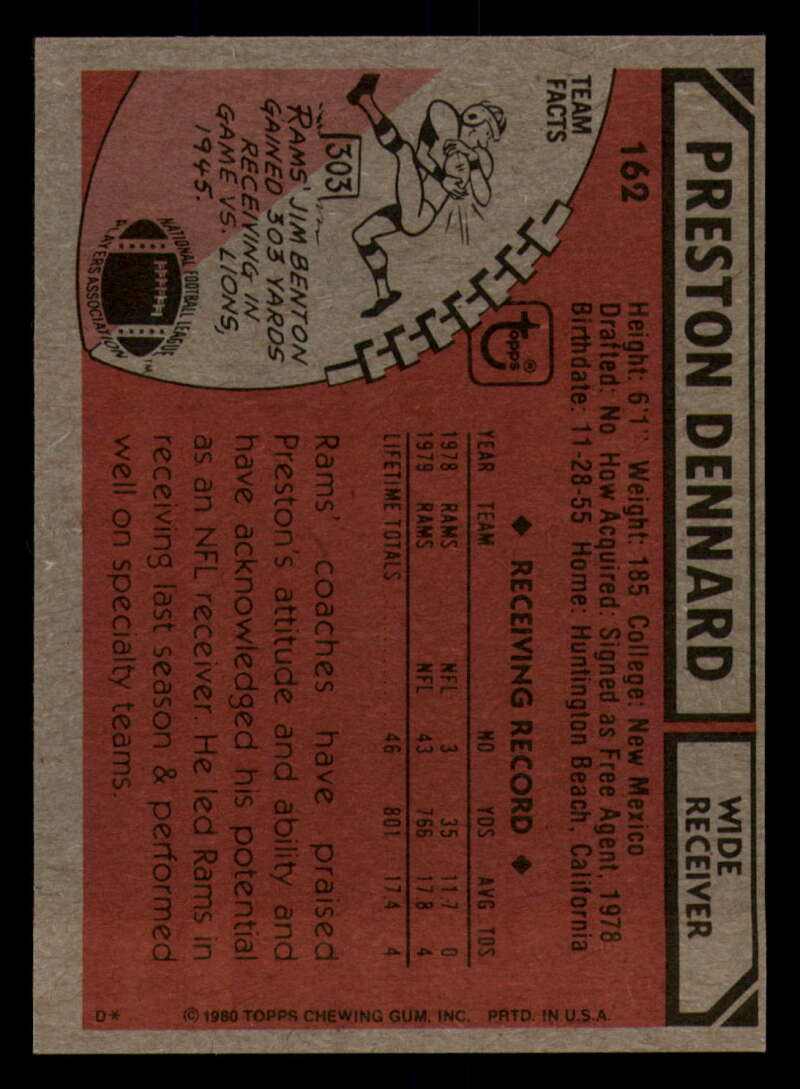 PRESTON DENNARD
WIDE
RECEIVER
162
Height: 6'1" Weight: 185 College: New Mexico
Drafted: No How Acquired: Signed as Free Agent, 1978
Birthdate: 11-28-55 Home: Huntington Beach, California
TEAM
FACTS
303
RAMS' JIM BENTON
GAINED 303 YARDS
RECEIVING IN
GAME VS. LIONS,
1945.
NATIONAL FOOTBALL LEAGUE
PLAYERS ASSOCIATION
TM
Topps®
◆ RECEIVING RECORD ◆
YEAR TEAM NO YDS AVG TDS
1978 RAMS NFL 3 35 11.7 0
1979 RAMS NFL 43 766 17.8 4
LIFETIME TOTALS 46 801 17.4 4
Rams' coaches have praised
Preston's attitude and ability and
have acknowledged his potential
as an NFL receiver. He led Rams in
receiving last season & performed
well on specialty teams.
D* © 1980 TOPPS CHEWING GUM, INC. PRTD. IN U.S.A.